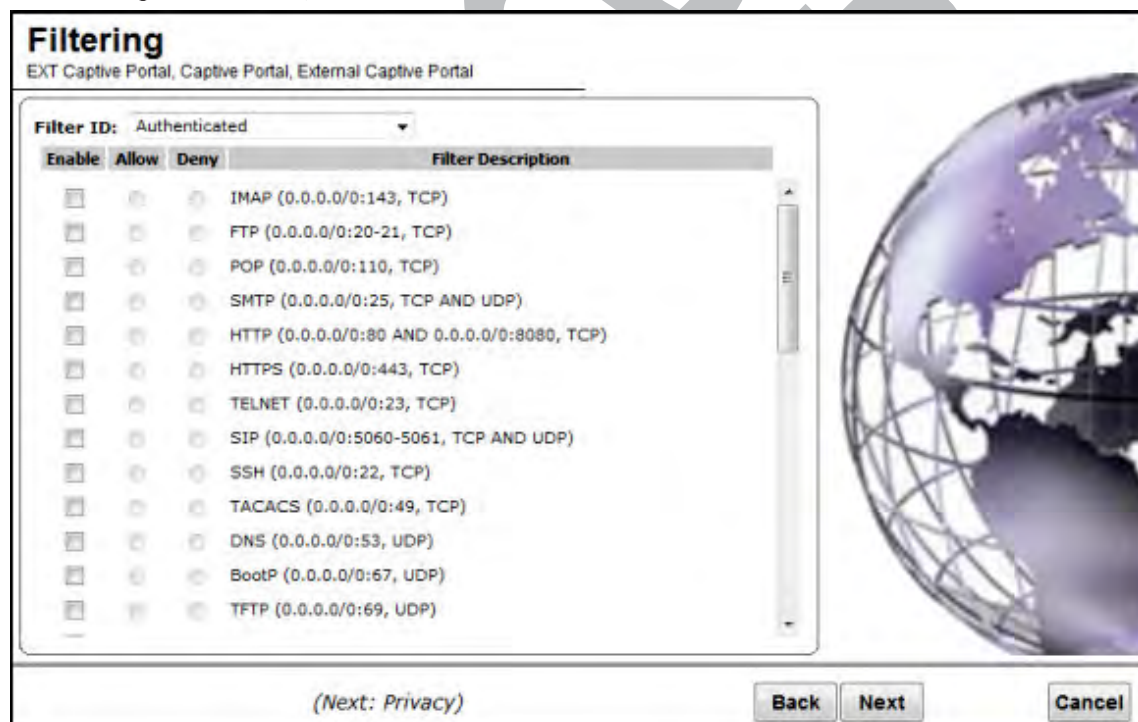 Filtering
EXT Captive Portal, Captive Portal, External Captive Portal
Filter ID: Authenticated
Enable Allow Deny Filter Description
IMAP (0.0.0.0/0:143, TCP)
FTP (0.0.0.0/0:20-21, TCP)
POP (0.0.0.0/0:110, TCP)
SMTP (0.0.0.0/0:25, TCP AND UDP)
HTTP (0.0.0.0/0:80 AND 0.0.0.0/0:8080, TCP)
HTTPS (0.0.0.0/0:443, TCP)
TELNET (0.0.0.0/0:23, TCP)
SIP (0.0.0.0/0:5060-5061, TCP AND UDP)
SSH (0.0.0.0/0:22, TCP)
TACACS (0.0.0.0/0:49, TCP)
DNS (0.0.0.0/0:53, UDP)
BootP (0.0.0.0/0:67, UDP)
TFTP (0.0.0.0/0:69, UDP)
(Next: Privacy) Back Next Cancel